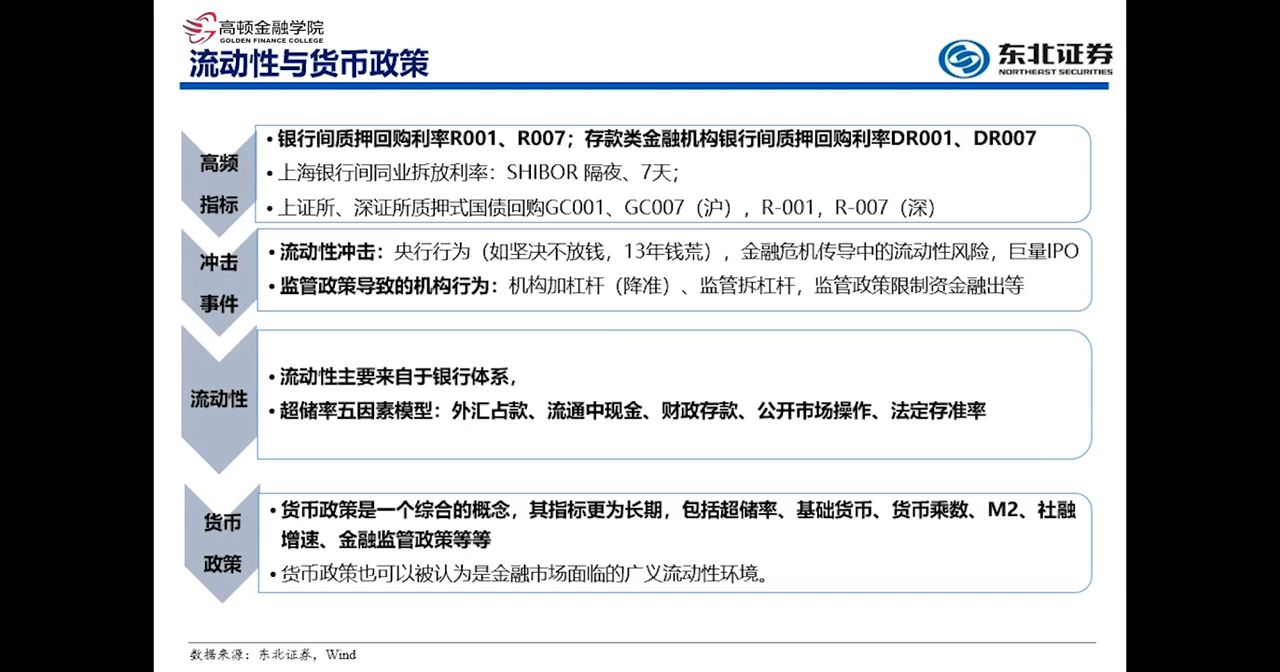 高顿金融学院
GOLDEN FINANCE COLLEGE
流动性与货币政策
东北证券
NORTHEAST SECURITIES
高频
指标
• 银行间质押回购利率R001、R007；存款类金融机构银行间质押回购利率DR001、DR007
• 上海银行间同业拆放利率：SHIBOR 隔夜、7天；
• 上证所、深证所质押式国债回购GC001、GC007（沪），R-001，R-007（深）
冲击
事件
• 流动性冲击：央行行为（如坚决不放钱，13年钱荒），金融危机传导中的流动性风险，巨量IPO
• 监管政策导致的机构行为：机构加杠杆（降准）、监管拆杠杆，监管政策限制资金融出等
流动性
• 流动性主要来自于银行体系，
• 超储率五因素模型：外汇占款、流通中现金、财政存款、公开市场操作、法定存准率
货币
政策
• 货币政策是一个综合的概念，其指标更为长期，包括超储率、基础货币、货币乘数、M2、社融
增速、金融监管政策等等
• 货币政策也可以被认为是金融市场面临的广义流动性环境。
数据来源：东北证券，Wind